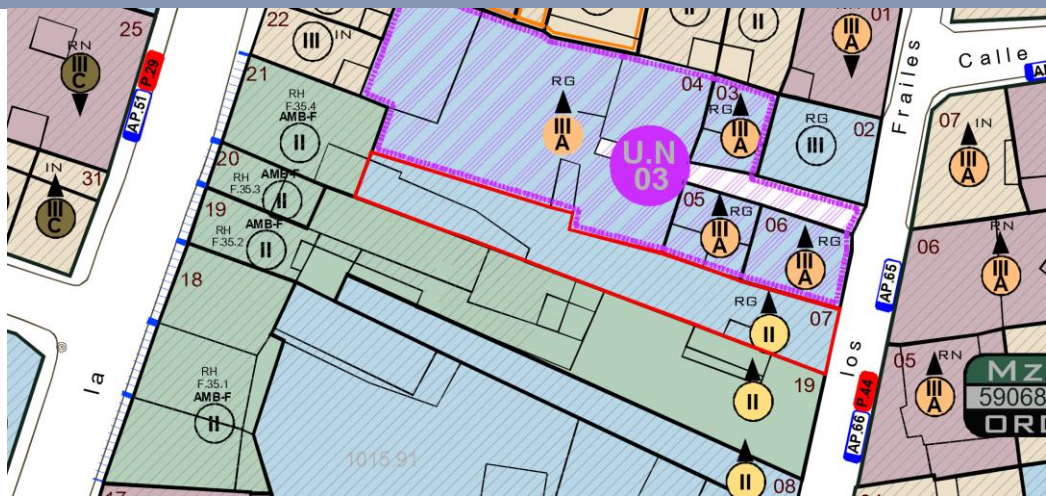 25
RN
III
C
P.29
AP.51
IN
31
III
C
22
III
IN
21
RH
F.35.4
AMB-F
II
20
RH
F.35.3
AMB-F
II
19
RH
F.35.2
AMB-F
II
18
RH
F.35.1
AMB-F
II
17
la
RG
III
A
U.N
03
04
03
RG
III
A
II
II
01
RN
III
A
02
RG
III
05
RG
III
A
06
RG
III
A
RG
II
07
19
II
II
08
1015.91
Frailes
los
Calle
07
IN
III
A
06
RN
III
A
AP.65
05
RN
III
A
P.44
AP.66
Mz
59068
ORD